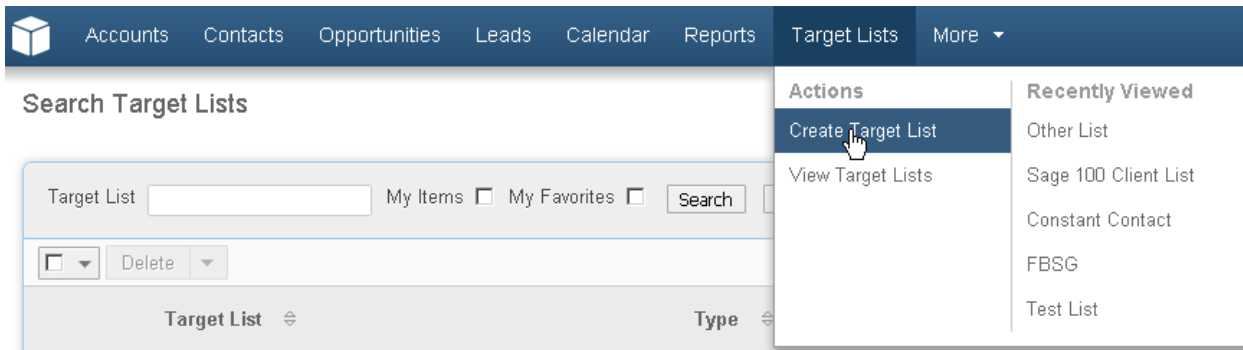 Accounts Contacts Opportunities Leads Calendar Reports Target Lists More
Search Target Lists
Actions
Create Target List
View Target Lists
Recently Viewed
Other List
Sage 100 Client List
Constant Contact
FBSG
Test List
Target List My Items My Favorites Search
Delete
Target List Type